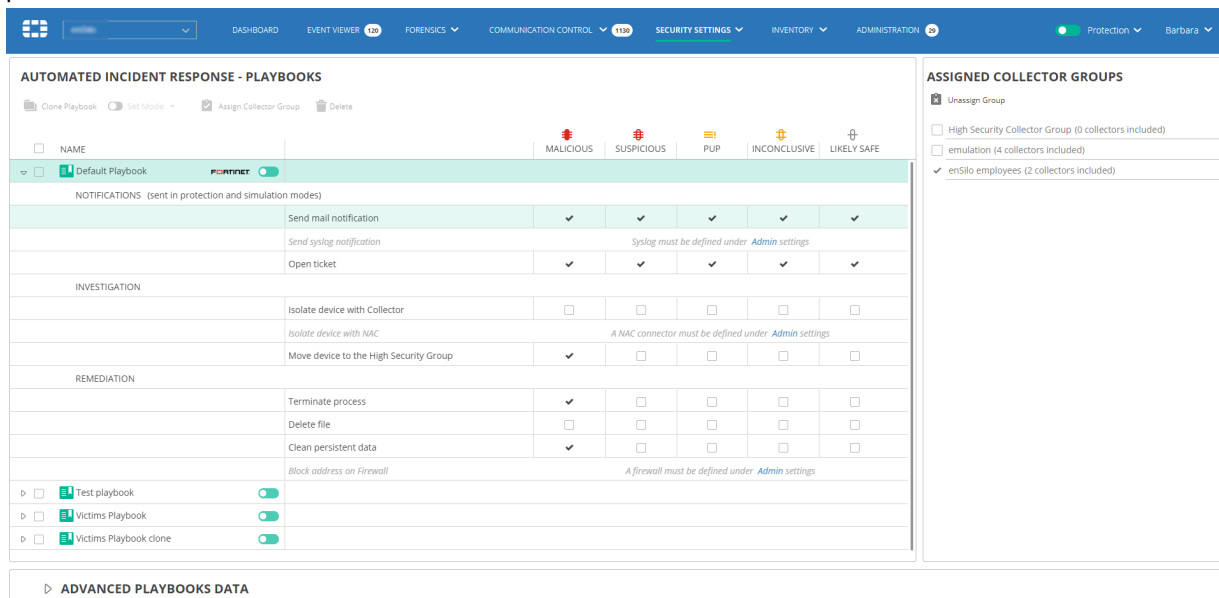 DASHBOARD EVENT VIEWER 120 FORENSICS COMMUNICATION CONTROL 1130 SECURITY SETTINGS INVENTORY ADMINISTRATION 29 Protection Barbara
AUTOMATED INCIDENT RESPONSE - PLAYBOOKS
Clone Playbook Set Mode Assign Collector Group Delete
NAME MALICIOUS SUSPICIOUS PUP INCONCLUSIVE LIKELY SAFE
Default Playbook FORTINET
NOTIFICATIONS (sent in protection and simulation modes)
Send mail notification
Send syslog notification Syslog must be defined under Admin settings
Open ticket
INVESTIGATION
Isolate device with Collector
Isolate device with NAC A NAC connector must be defined under Admin settings
Move device to the High Security Group
REMEDIATION
Terminate process
Delete file
Clean persistent data
Block address on Firewall A firewall must be defined under Admin settings
Test playbook
Victims Playbook
Victims Playbook clone
ADVANCED PLAYBOOKS DATA
ASSIGNED COLLECTOR GROUPS
Unassign Group
High Security Collector Group (0 collectors included)
emulation (4 collectors included)
enSilo employees (2 collectors included)